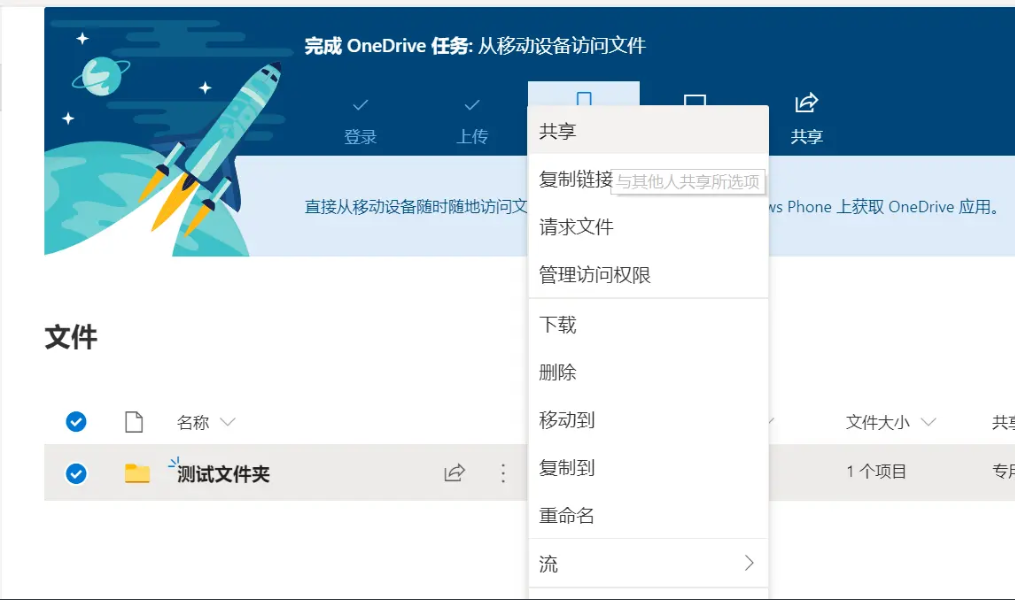 完成 OneDrive 任务: 从移动设备访问文件
登录
上传
共享
直接从移动设备随时随地访问文
ws Phone 上获取 OneDrive 应用。
共享
复制链接
与其他人共享所选项
请求文件
管理访问权限
下载
删除
移动到
复制到
重命名
流
文件
名称
文件大小
共享
测试文件夹
1 个项目
专用